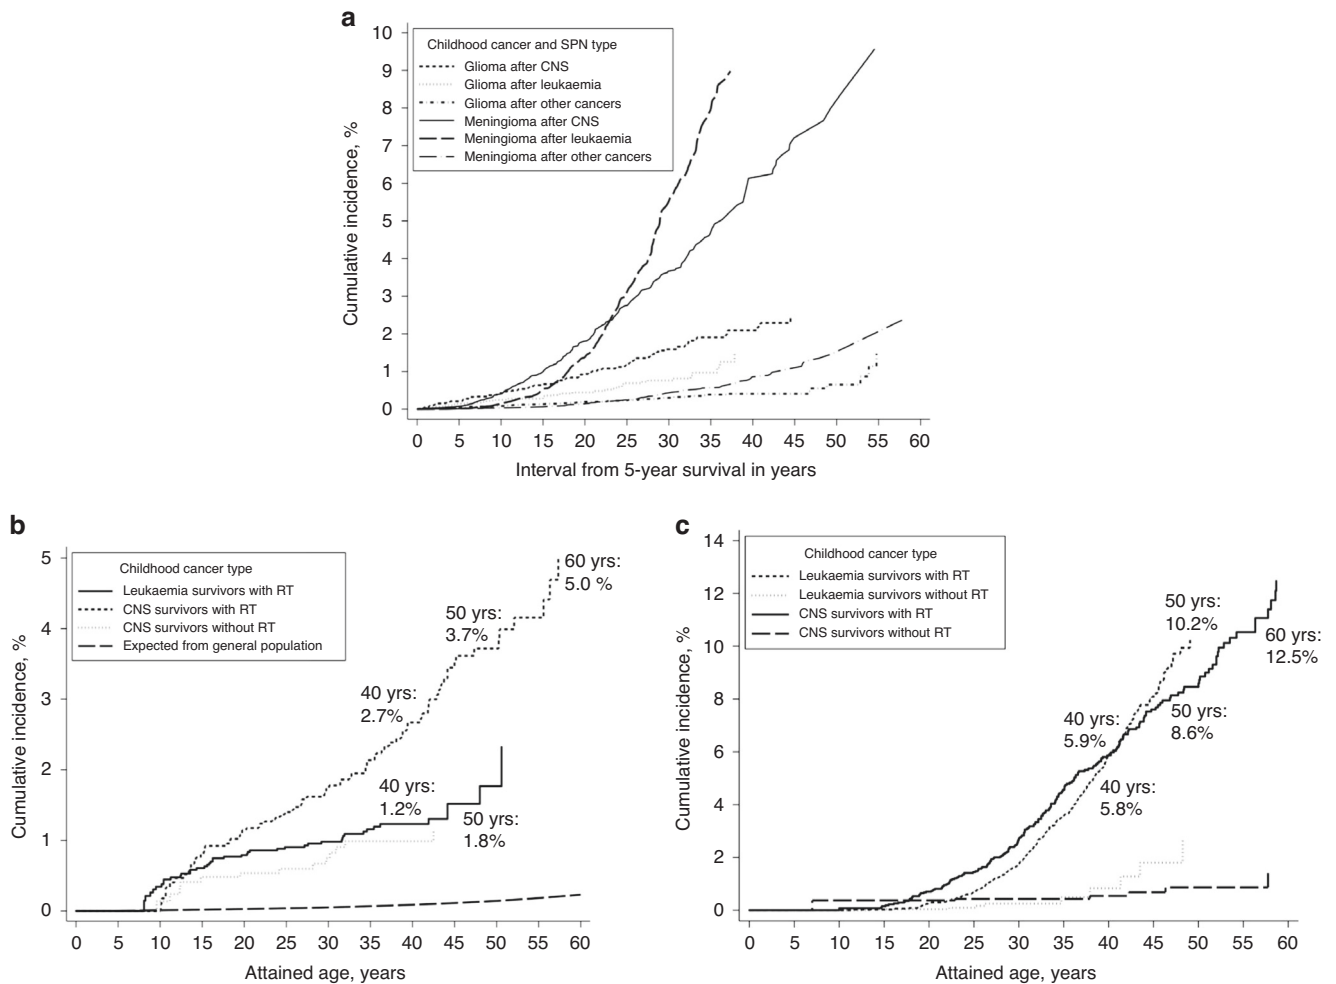 a
10
9
8
7
6
5
4
3
2
1
0
Cumulative incidence, %
Childhood cancer and SPN type
Glioma after CNS
Glioma after leukaemia
Glioma after other cancers
Meningioma after CNS
Meningioma after leukaemia
Meningioma after other cancers
0 5 10 15 20 25 30 35 40 45 50 55 60
Interval from 5-year survival in years
b
5
4
3
2
1
0
Cumulative incidence, %
Childhood cancer type
Leukaemia survivors with RT
CNS survivors with RT
CNS survivors without RT
Expected from general population
60 yrs:
5.0 %
50 yrs:
3.7%
40 yrs:
2.7%
40 yrs:
1.2%
50 yrs:
1.8%
0 5 10 15 20 25 30 35 40 45 50 55 60
Attained age, years
c
14
12
10
8
6
4
2
0
Cumulative incidence, %
Childhood cancer type
Leukaemia survivors with RT
Leukaemia survivors without RT
CNS survivors with RT
CNS survivors without RT
50 yrs:
10.2%
60 yrs:
12.5%
40 yrs:
5.9%
50 yrs:
8.6%
40 yrs:
5.8%
0 5 10 15 20 25 30 35 40 45 50 55 60
Attained age, years